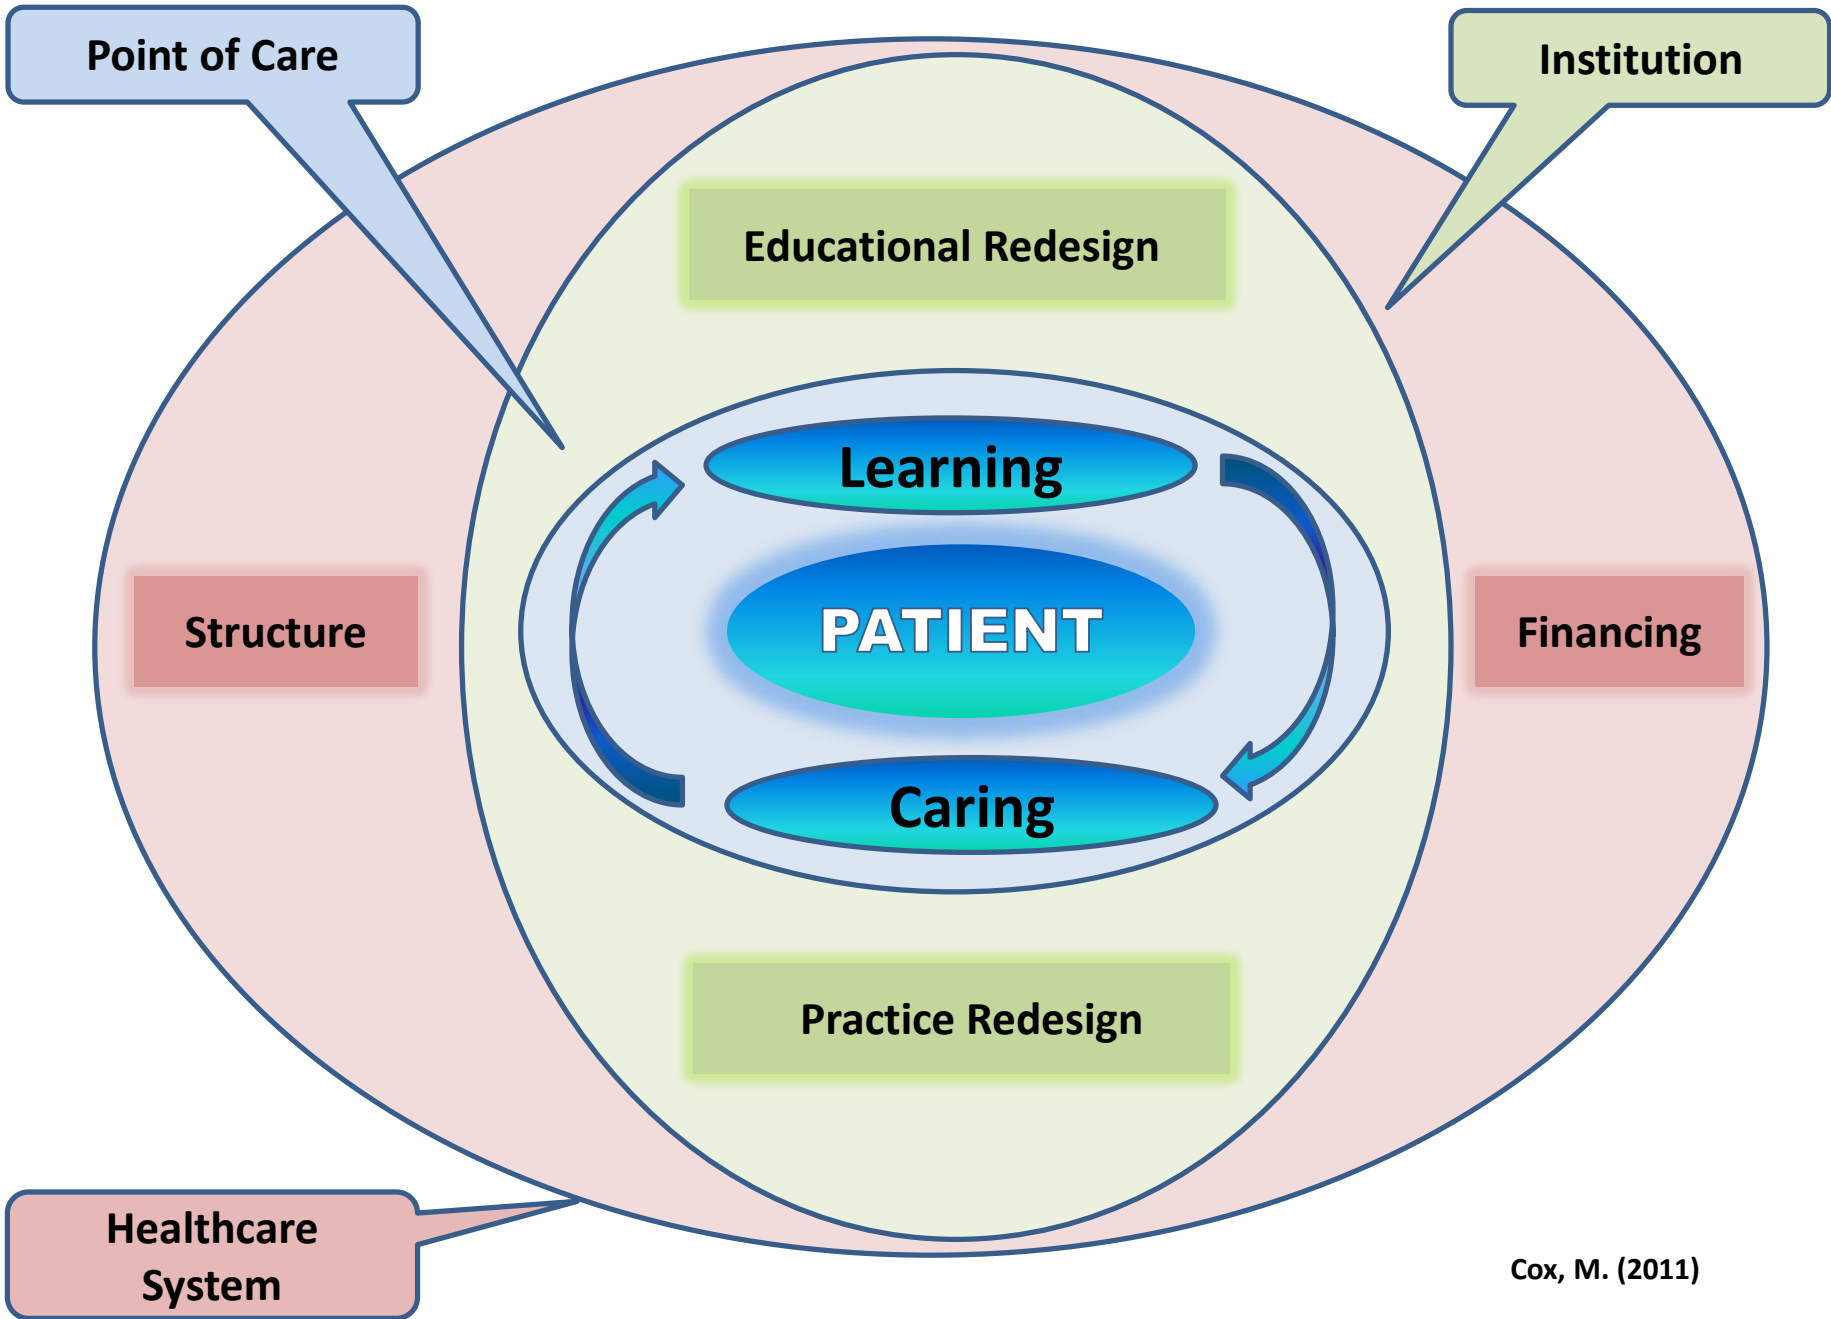 Point of Care
Institution
Educational Redesign
Learning
PATIENT
Structure
Financing
Caring
Practice Redesign
Healthcare
System
Cox, M. (2011)